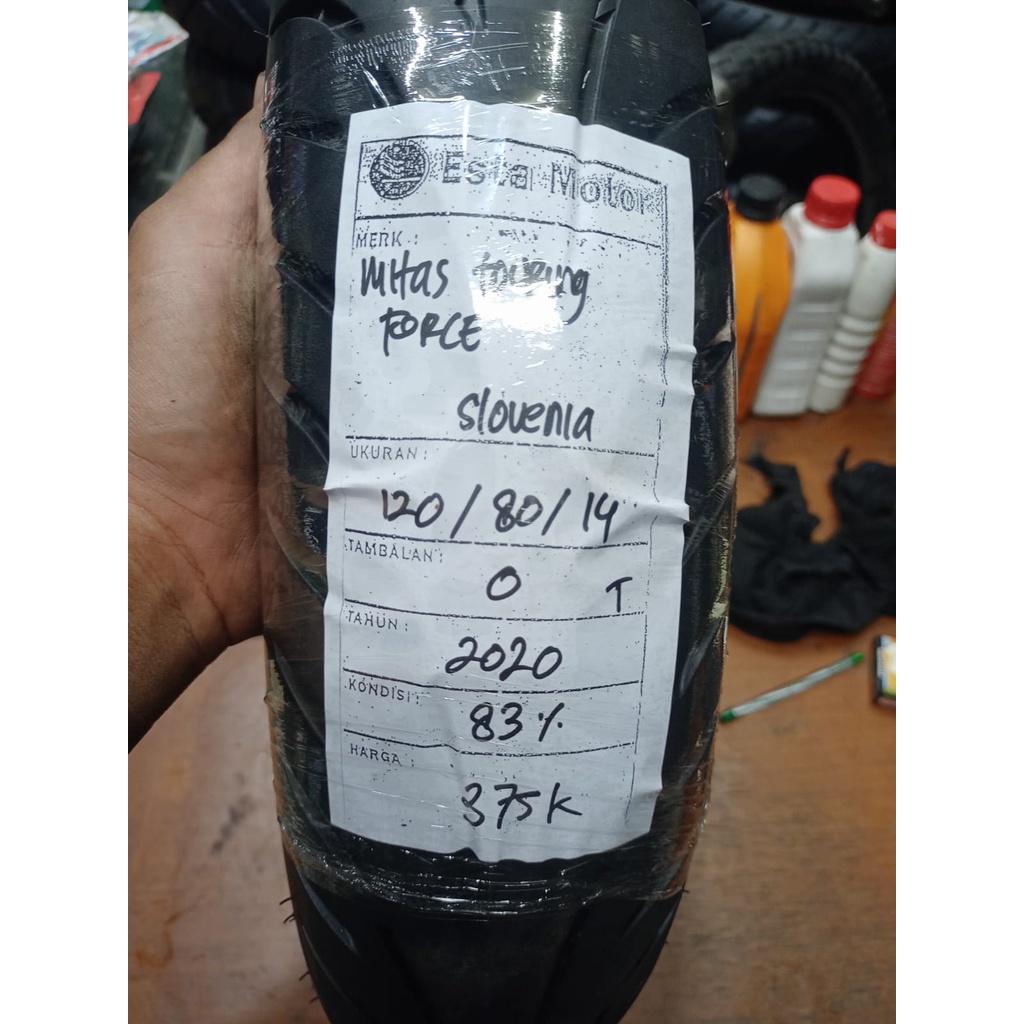 Esta Motor
MERK :
Mitas touring
FORCE
Slovenia
UKURAN :
120/80/14
TAMBALAN :
0 T
TAHUN :
2020
KONDISI :
83%
HARGA :
375K